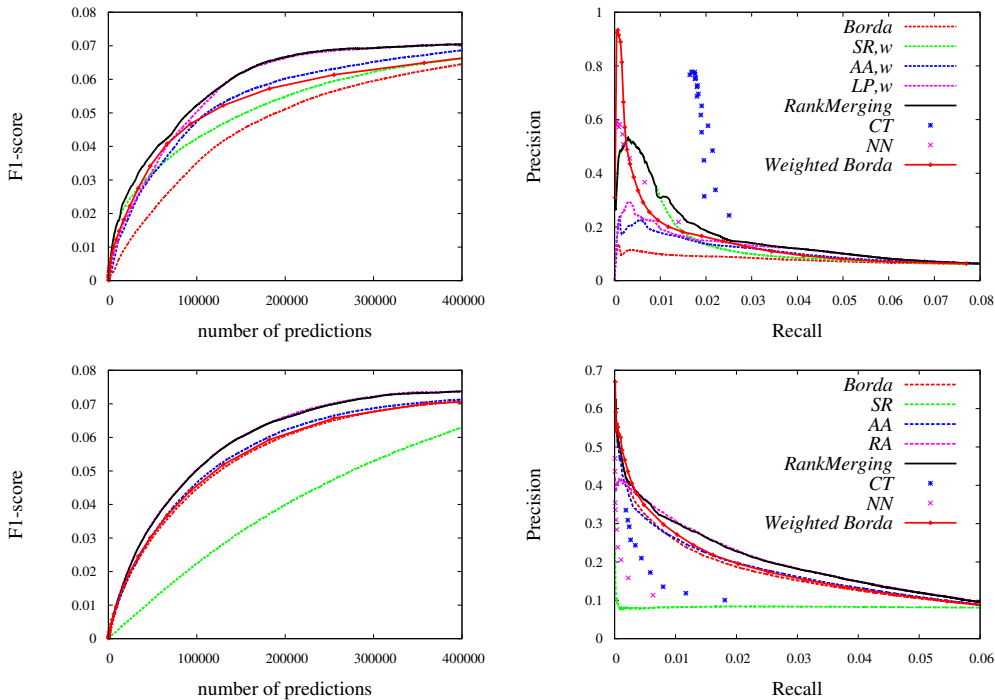 0.08
0.07
0.06
0.05
0.04
0.03
0.02
0.01
0
F1-score
0 100000 200000 300000 400000
number of predictions
1
0.8
0.6
0.4
0.2
0
Precision
Borda
SR,w
AA,w
LP,w
RankMerging
CT
NN
Weighted Borda
0 0.01 0.02 0.03 0.04 0.05 0.06 0.07 0.08
Recall
0.08
0.07
0.06
0.05
0.04
0.03
0.02
0.01
0
F1-score
0 100000 200000 300000 400000
number of predictions
0.7
0.6
0.5
0.4
0.3
0.2
0.1
0
Precision
Borda
SR
AA
RA
RankMerging
CT
NN
Weighted Borda
0 0.01 0.02 0.03 0.04 0.05 0.06
Recall